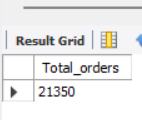 Result Grid
Total_orders
21350